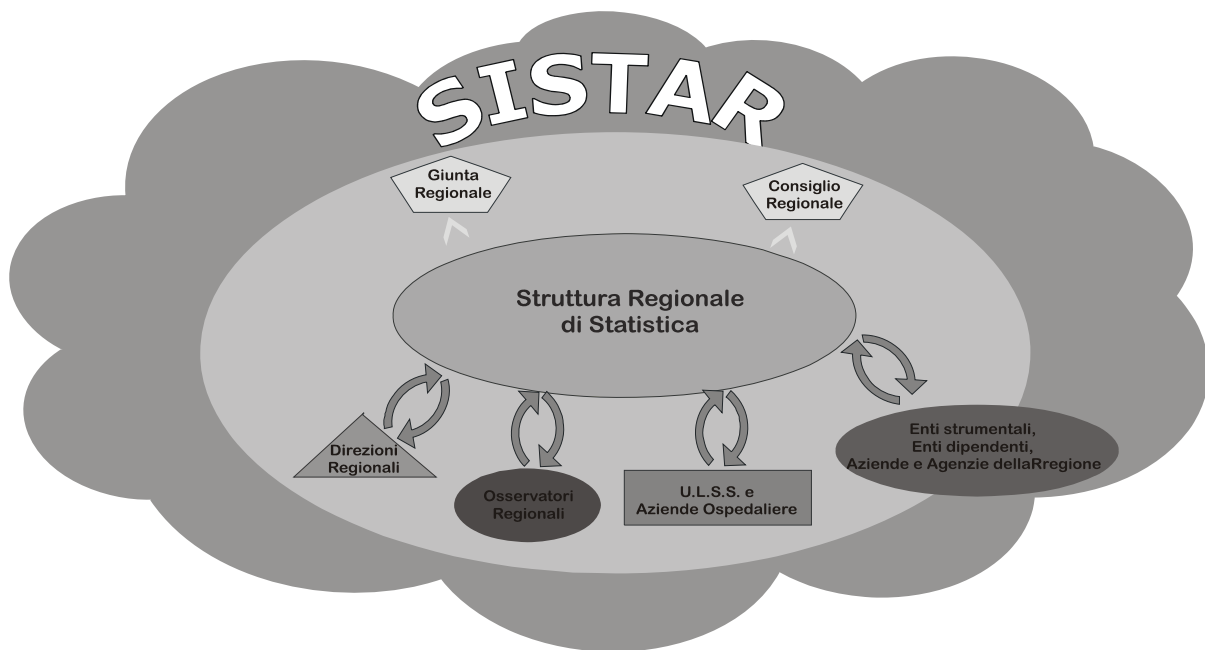 SISTAR
Giunta
Regionale
Consiglio
Regionale
Struttura Regionale
di Statistica
Direzioni
Regionali
Osservatori
Regionali
U.L.S.S. e
Aziende Ospedaliere
Enti strumentali,
Enti dipendenti,
Aziende e Agenzie dellaRregione